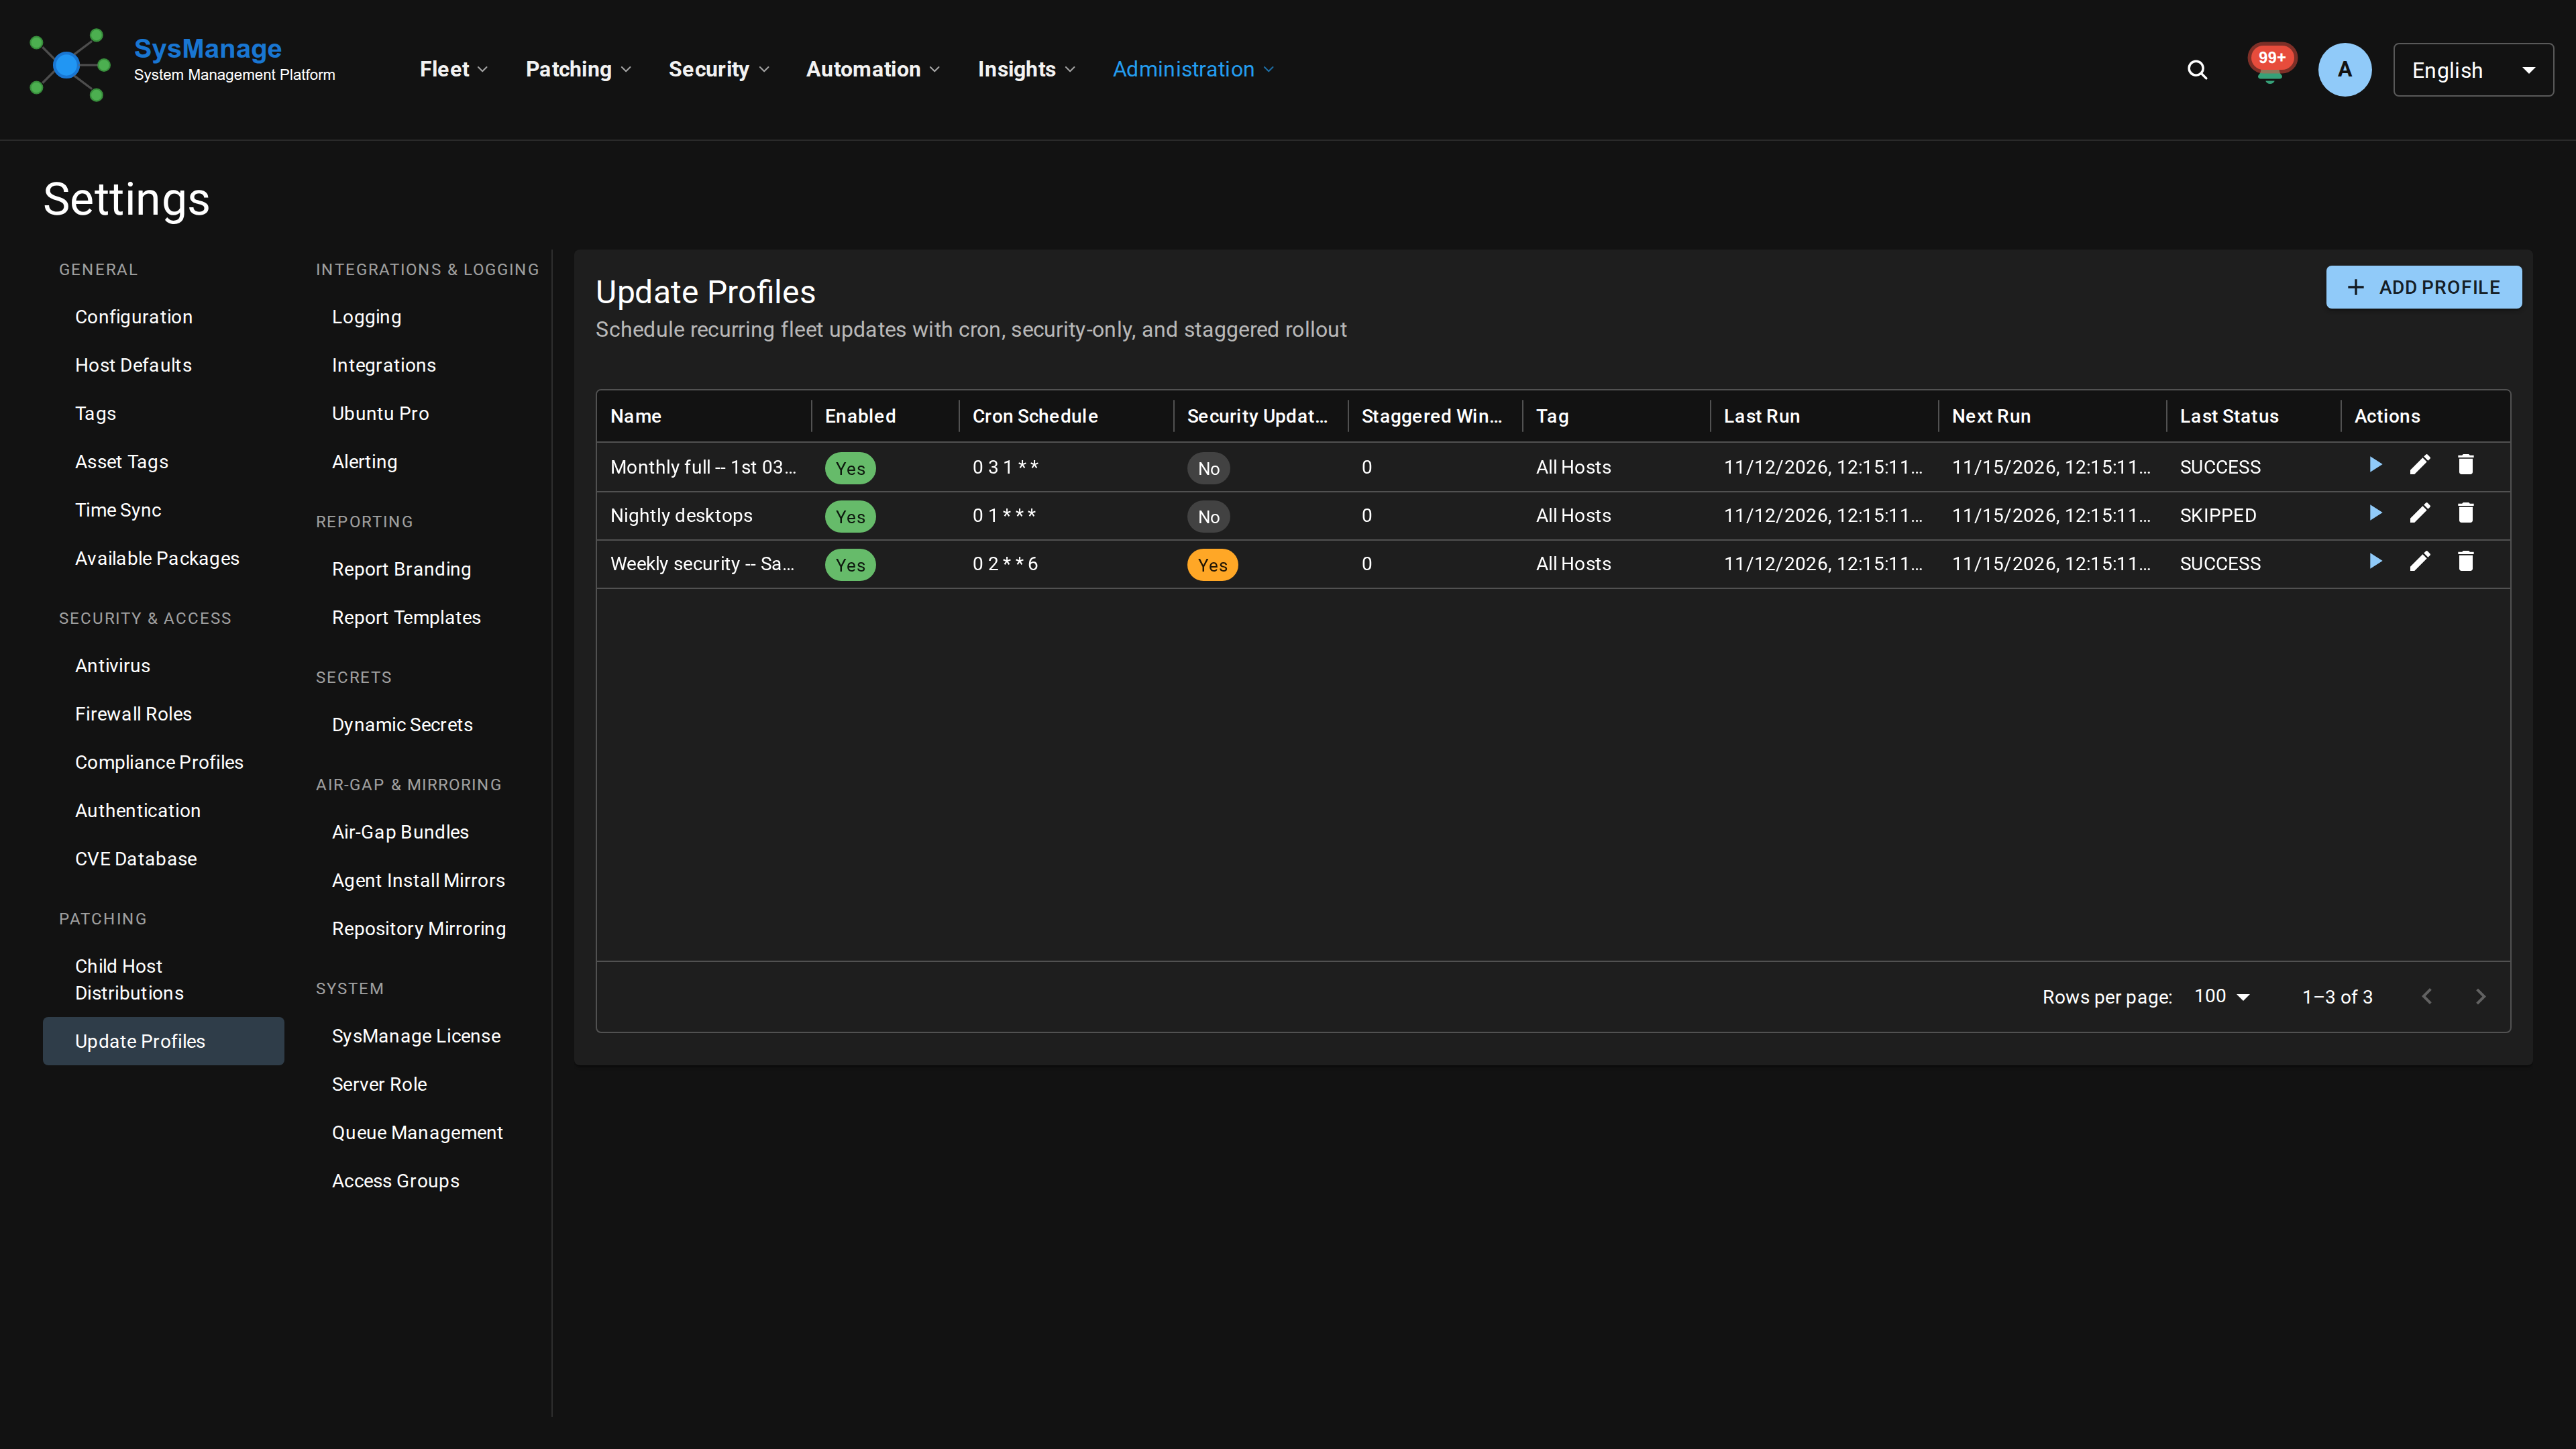 SysManage
System Management Platform
Fleet
Patching
Security
Automation
Insights
Administration
99+
A
English
Settings
GENERAL
Configuration
Host Defaults
Tags
Asset Tags
Time Sync
Available Packages
SECURITY & ACCESS
Antivirus
Firewall Roles
Compliance Profiles
Authentication
CVE Database
PATCHING
Child Host
Distributions
Update Profiles
INTEGRATIONS & LOGGING
Logging
Integrations
Ubuntu Pro
Alerting
REPORTING
Report Branding
Report Templates
SECRETS
Dynamic Secrets
AIR-GAP & MIRRORING
Air-Gap Bundles
Agent Install Mirrors
Repository Mirroring
SYSTEM
SysManage License
Server Role
Queue Management
Access Groups
Update Profiles
Schedule recurring fleet updates with cron, security-only, and staggered rollout
ADD PROFILE
Name Enabled Cron Schedule Security Updat... Staggered Win... Tag Last Run Next Run Last Status Actions
Monthly full -- 1st 03... Yes 0 3 1 * * No 0 All Hosts 11/12/2026, 12:15:11... 11/15/2026, 12:15:11... SUCCESS
Nightly desktops Yes 0 1 * * * No 0 All Hosts 11/12/2026, 12:15:11... 11/15/2026, 12:15:11... SKIPPED
Weekly security -- Sa... Yes 0 2 * * 6 Yes 0 All Hosts 11/12/2026, 12:15:11... 11/15/2026, 12:15:11... SUCCESS
Rows per page: 100 1–3 of 3